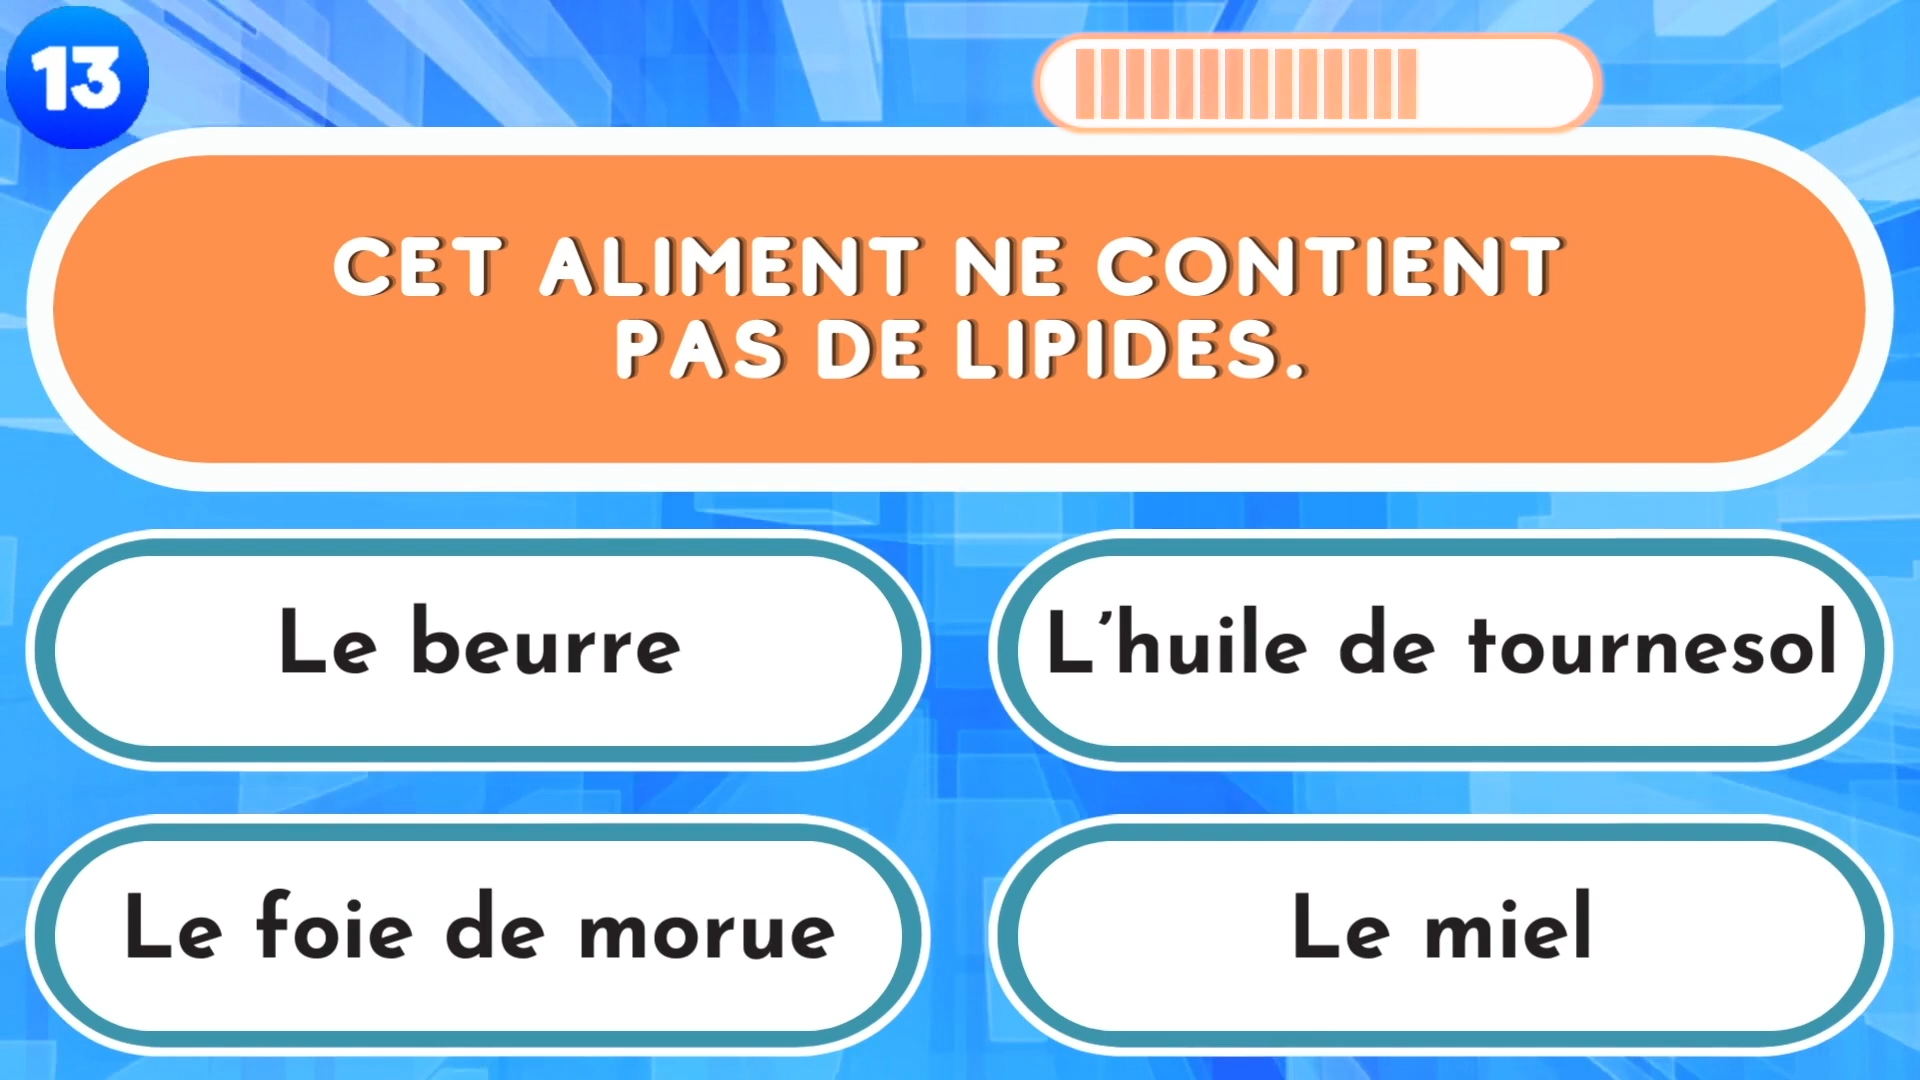 13
CET ALIMENT NE CONTIENT
PAS DE LIPIDES.
Le beurre
L’huile de tournesol
Le foie de morue
Le miel